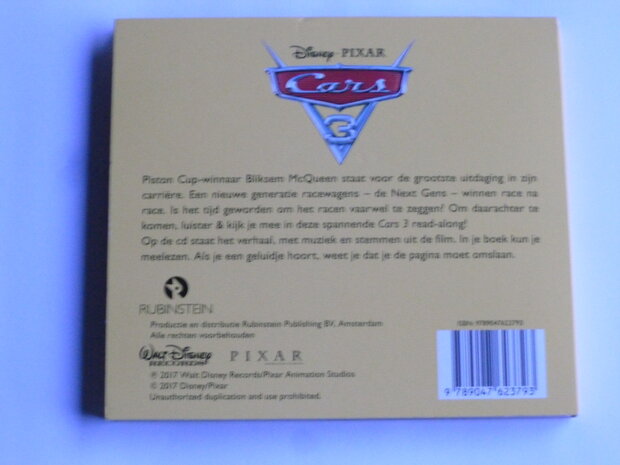 Disney PIXAR
Cars
3
Piston Cup-winnaar Bliksem McQueen staat voor de grootste uitdaging in zijn
carrière. Een nieuwe generatie racewagens – de Next Gens – winnen race na
race. Is het tijd geworden om het racen vaarwel te zeggen? Om daarachter te
komen, luister & kijk je mee in deze spannende Cars 3 read-along!
Op de cd staat het verhaal, met muziek en stemmen uit de film. In je boek kun je
meelezen. Als je een geluidje hoort, weet je dat je de pagina moet omslaan.
RUBINSTEIN
Productie en distributie Rubinstein Publishing BV, Amsterdam
Alle rechten voorbehouden
ISBN 9789047623793
WALT DISNEY
RECORDS
PIXAR
℗ 2017 Walt Disney Records/Pixar Animation Studios
© 2017 Disney/Pixar
Unauthorized duplication and use prohibited.
9 789047 623793